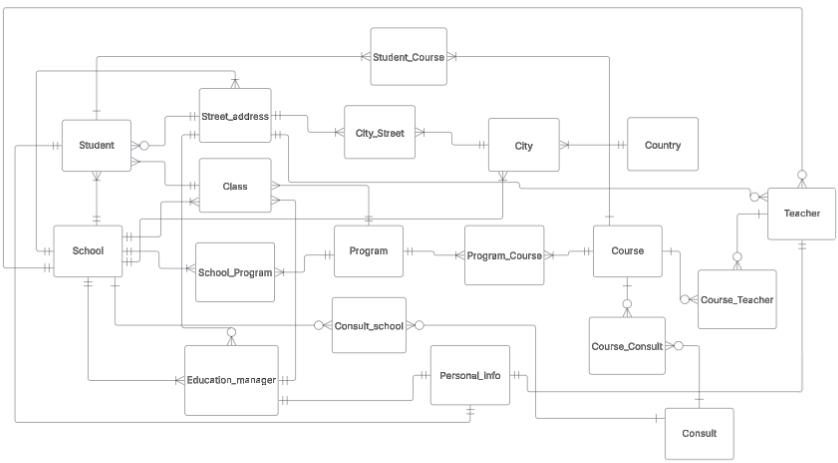 Student_Course
Street_address
City_Street
Student
City
Country
Class
Teacher
School
Program
Program_Course
Course
School_Program
Course_Teacher
Consult_school
Course_Consult
Education_manager
Personal_info
Consult